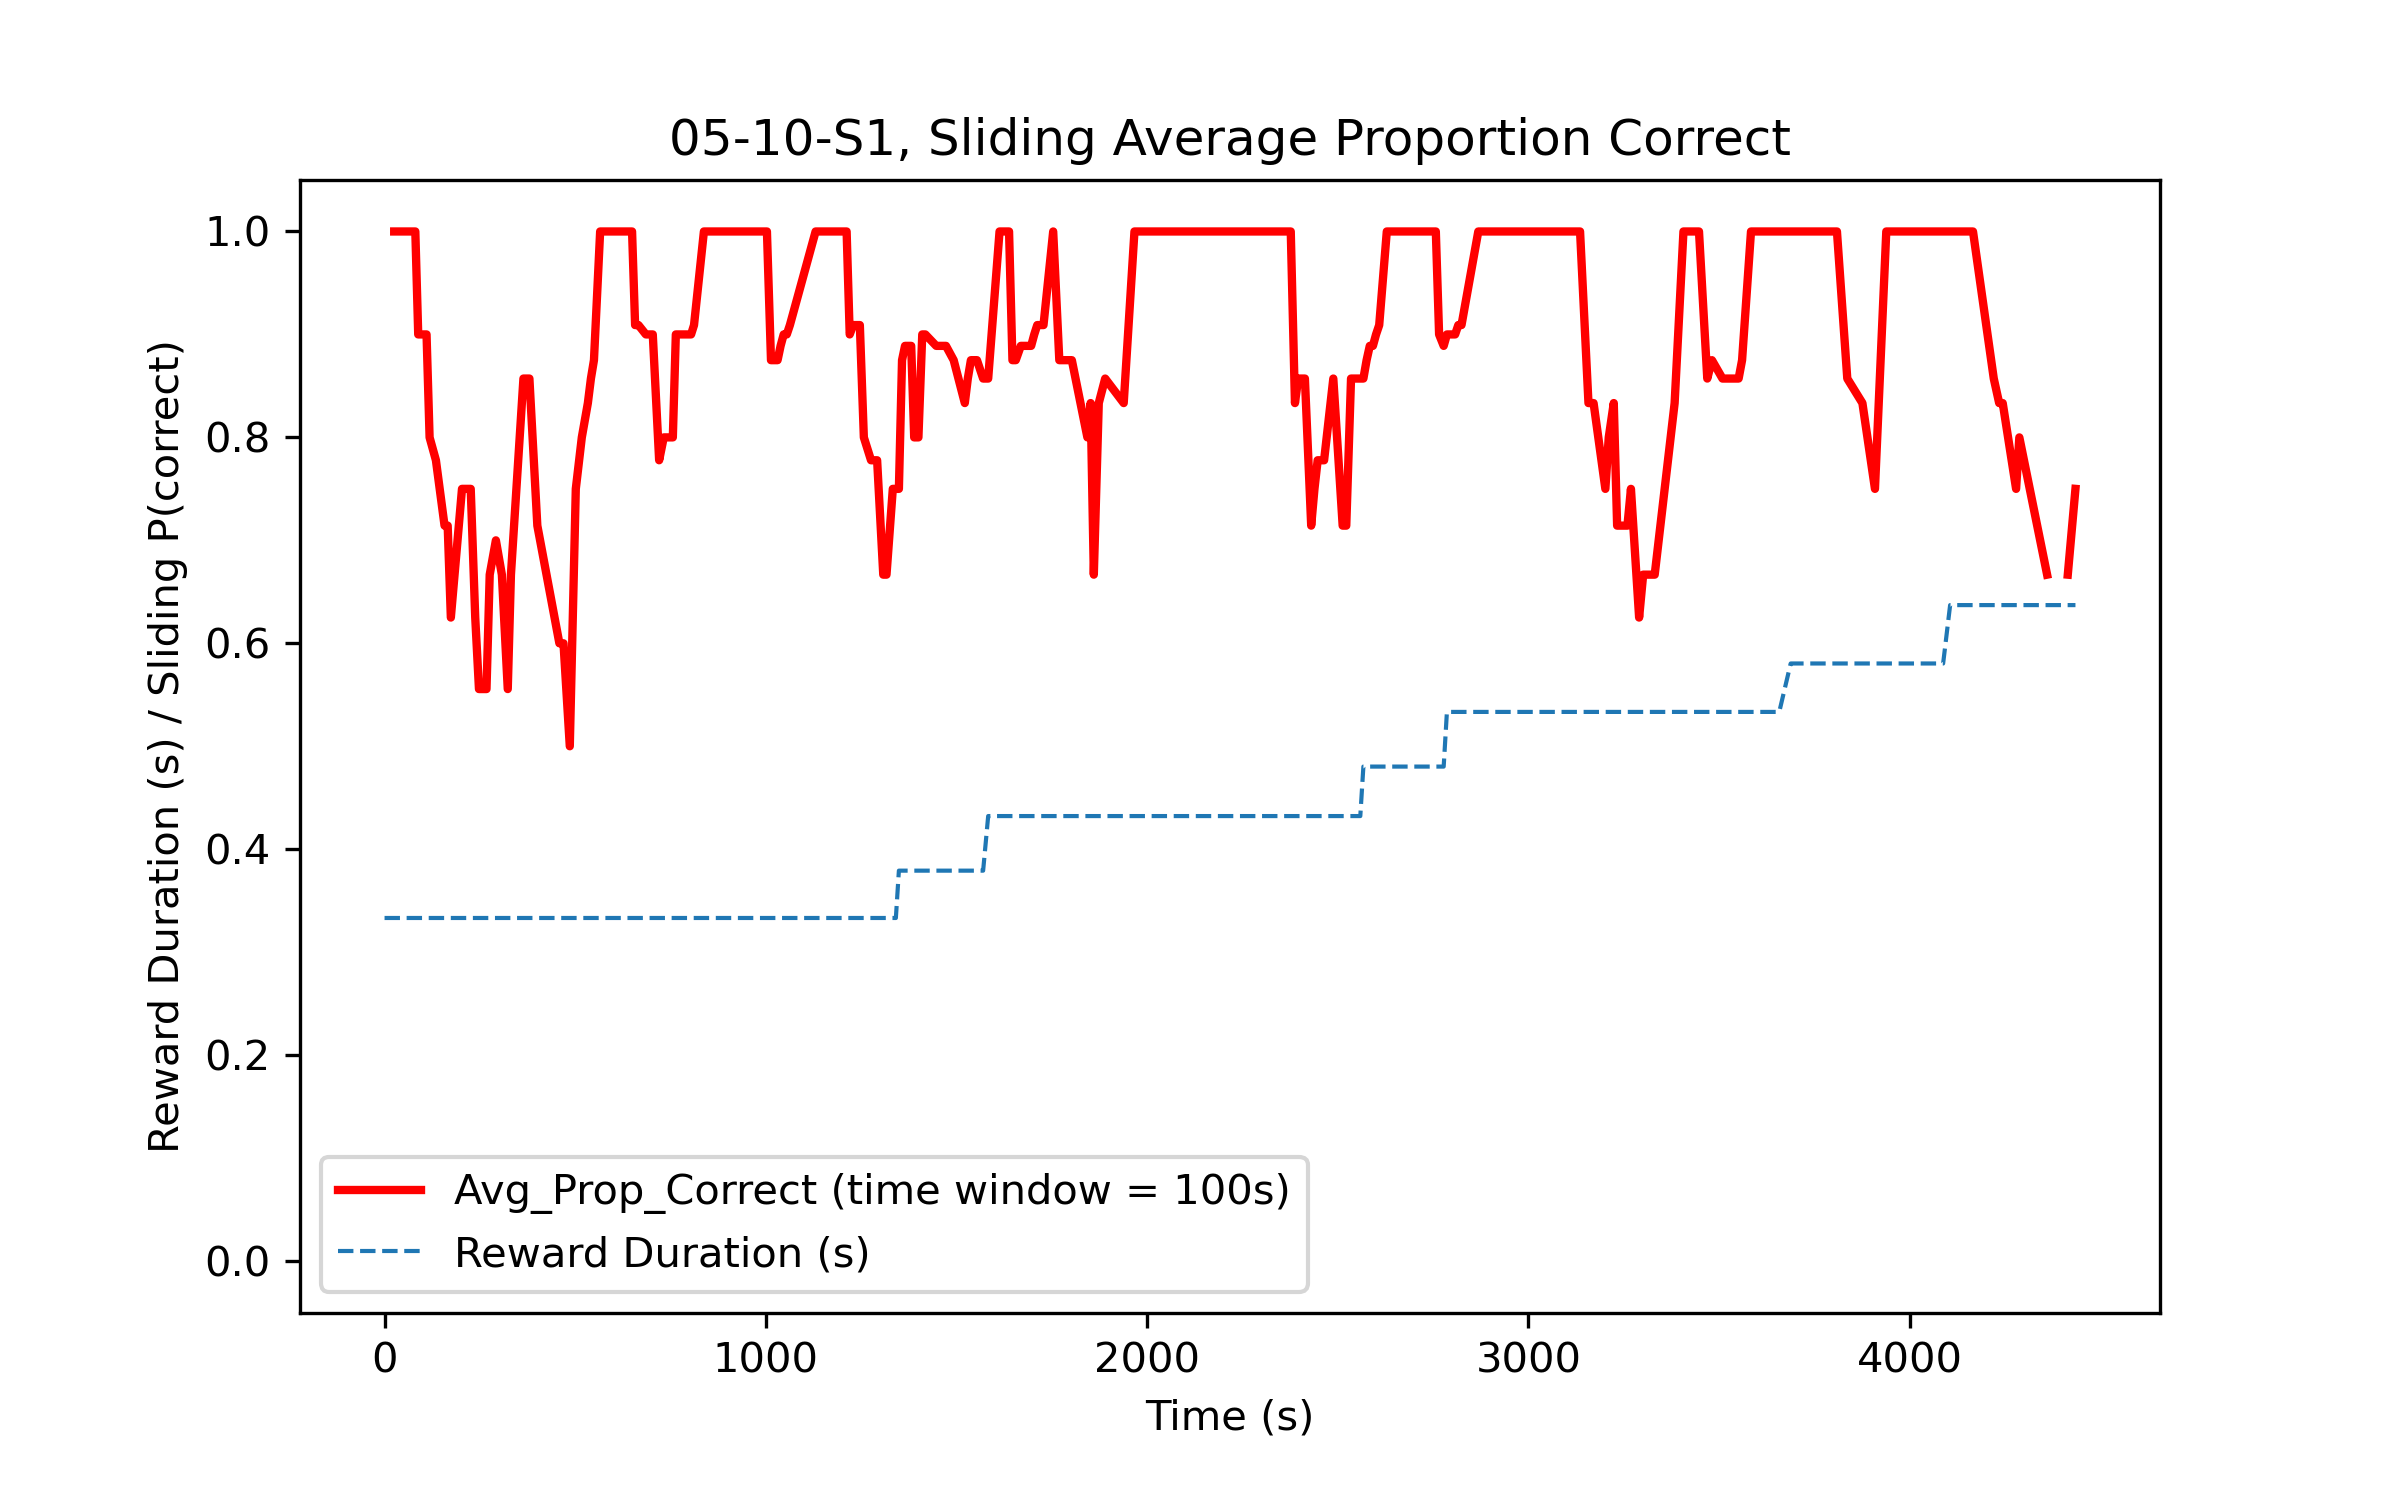 05-10-S1, Sliding Average Proportion Correct
Reward Duration (s) / Sliding P(correct)
1.0
0.8
0.6
0.4
0.2
0.0
Avg_Prop_Correct (time window = 100s)
Reward Duration (s)
0 1000 2000 3000 4000
Time (s)